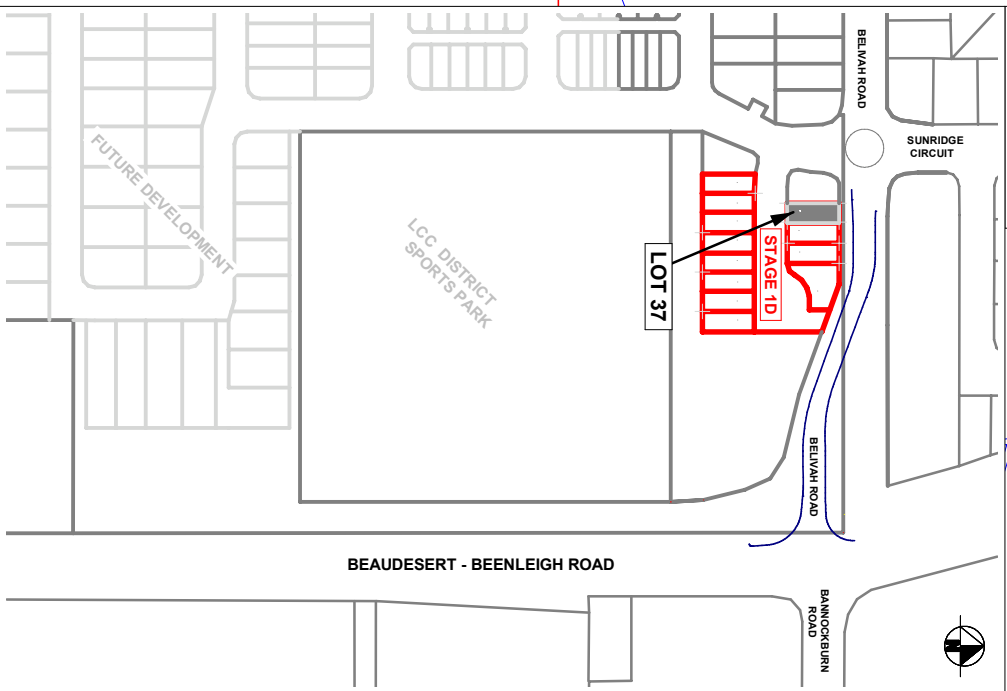 BELIVAH ROAD
SUNRIDGE
CIRCUIT
FUTURE DEVELOPMENT
LCC DISTRICT
SPORTS PARK
LOT 37
STAGE 1D
BELIVAH ROAD
BEAUDESERT - BEENLEIGH ROAD
BANNOCKBURN
ROAD
N